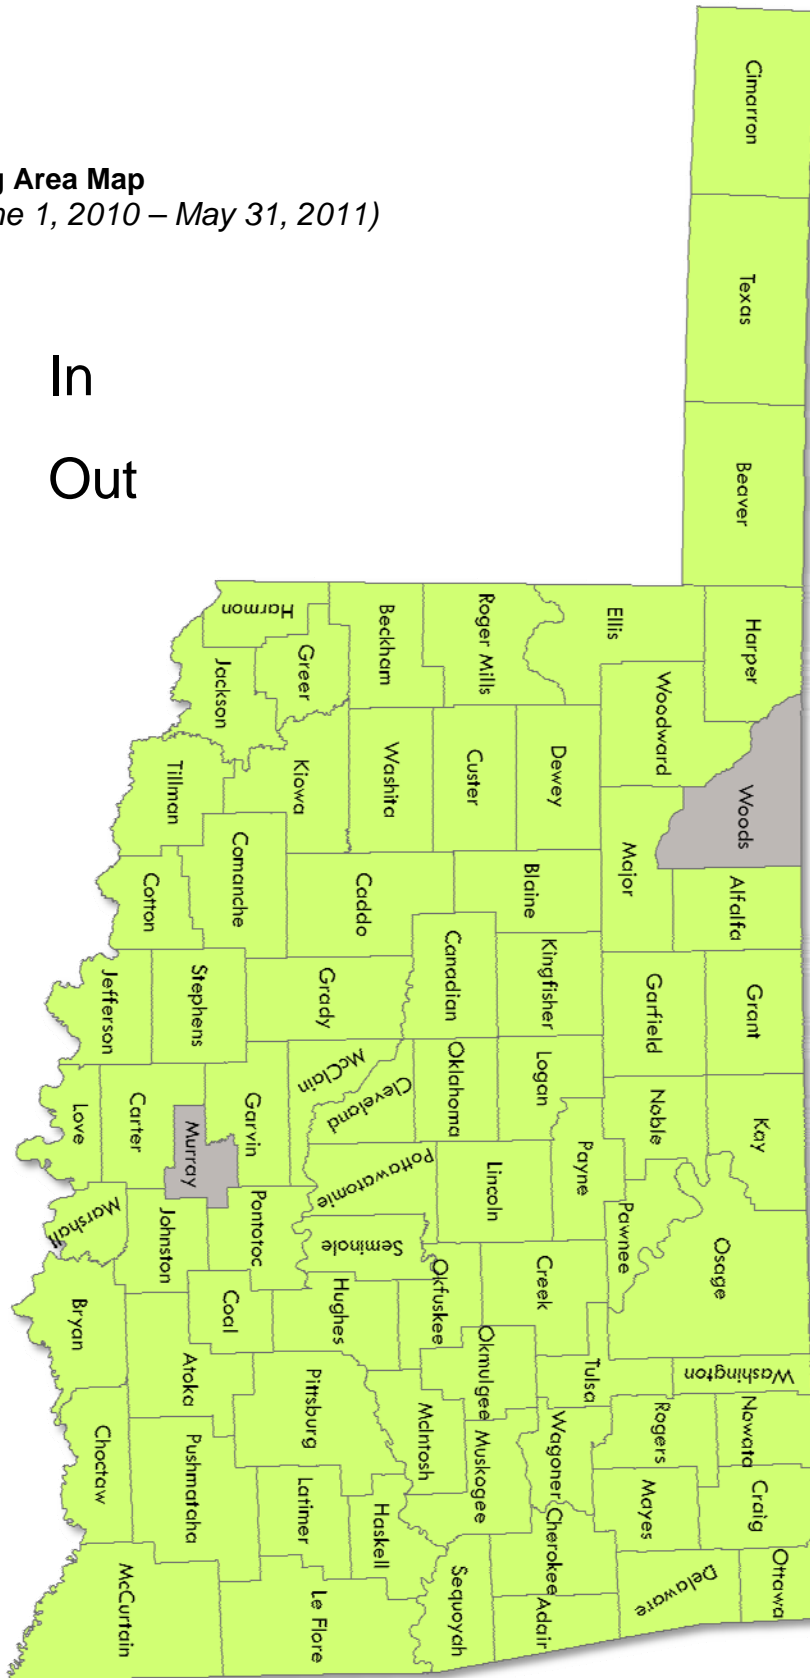 g Area Map
ne 1, 2010 – May 31, 2011)
In
Out
Cimarron
Texas
Beaver
Harper
Ellis
Woodward
Woods
Alfalfa
Major
Grant
Garfield
Kay
Noble
Osage
Pawnee
Payne
Washington
Nowata
Rogers
Craig
Mayes
Ottawa
Delaware
Tulsa
Creek
Wagoner
Cherokee
Adair
Roger Mills
Beckham
Dewey
Custer
Washita
Blaine
Kingfisher
Logan
Canadian
Oklahoma
Caddo
Grady
McClain
Cleveland
Pottawatomie
Lincoln
Seminole
Okfuskee
Okmulgee
Muskogee
McIntosh
Sequoyah
Hughes
Harmon
Greer
Jackson
Kiowa
Tillman
Comanche
Cotton
Stephens
Jefferson
Garvin
Murray
Carter
Love
Pontotoc
Johnston
Marshall
Coal
Bryan
Atoka
Pittsburg
Haskell
Latimer
Le Flore
Pushmataha
Choctaw
McCurtain